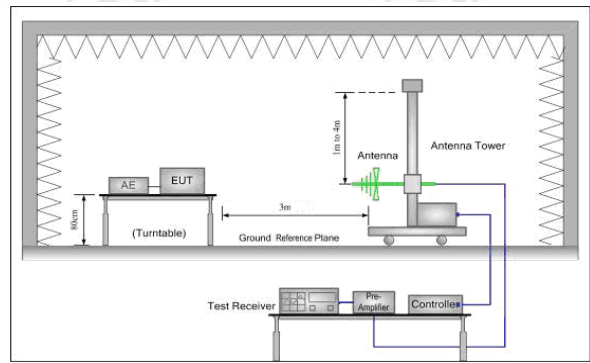 1m to 4m
Antenna
Antenna Tower
AE
EUT
80cm
(Turntable)
3m
Ground Reference Plane
Test Receiver
Pre-
Amplifier
Controller